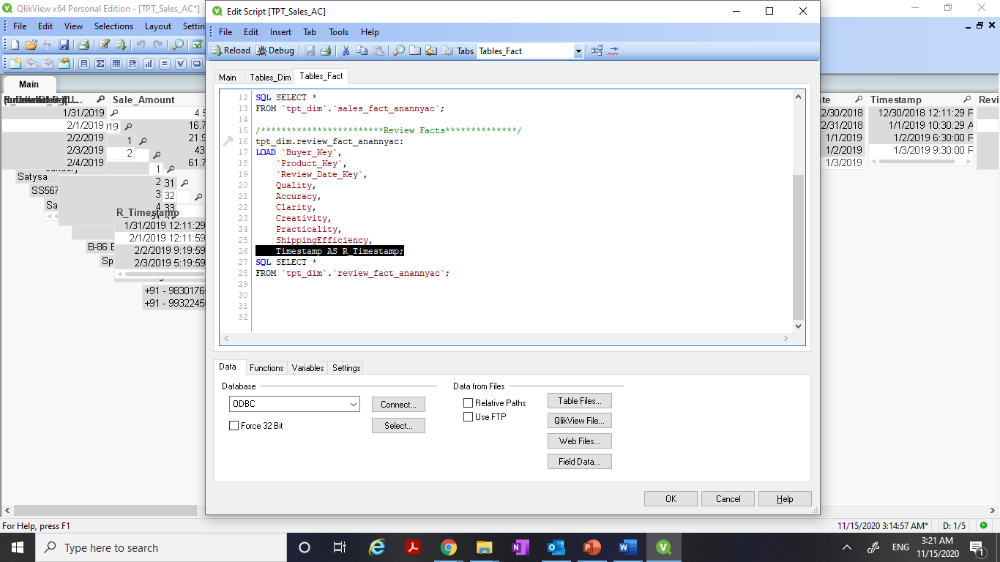 QlikView x64 Personal Edition - [TPT_Sales_AC*]
File Edit View Selections Layout
Main
Sale_Amount
1/31/2019
2/1/2019
2/2/2019
2/3/2019
2/4/2019
4.5
16.7
21.9
43
61.7
1
2
1
2
3
4
31
32
33
Satysa
SS567
Sa
R_Timestamp
1/31/2019 12:11:29
2/1/2019 12:11:59
2/2/2019 9:19:59
2/3/2019 5:19:59
B-86 E
Sp
+91 - 9830176
+91 - 9932245
Edit Script [TPT_Sales_AC]
File Edit Insert Tab Tools Help
Reload Debug Tabs Tables_Fact
Main Tables_Dim Tables_Fact
12 SQL SELECT *
13 FROM `tpt_dim`.`sales_fact_anannyac`;
14
15 /************************Review Facts**************/
16 tpt_dim.review_fact_anannyac:
17 LOAD `Buyer_Key`,
18 `Product_Key`,
19 `Review_Date_Key`,
20 Quality,
21 Accuracy,
22 Clarity,
23 Creativity,
24 Practicality,
25 ShippingEfficiency,
26 Timestamp AS R_Timestamp;
27 SQL SELECT *
28 FROM `tpt_dim`.`review_fact_anannyac`;
29
30
31
32
Data Functions Variables Settings
Database
ODBC
Connect...
Force 32 Bit
Select...
Data from Files
Relative Paths
Use FTP
Table Files...
QlikView File...
Web Files...
Field Data...
OK Cancel Help
Timestamp
2/30/2018 12/30/2018 12:11:29 P
2/31/2018 1/1/2019 10:30:29 A
1/1/2019 1/2/2019 6:30:00 P
1/2/2019 1/3/2019 9:30:00 P
1/3/2019
For Help, press F1
11/15/2020 3:14:57 AM* D: 1/5
Type here to search
ENG
3:21 AM
11/15/2020
1